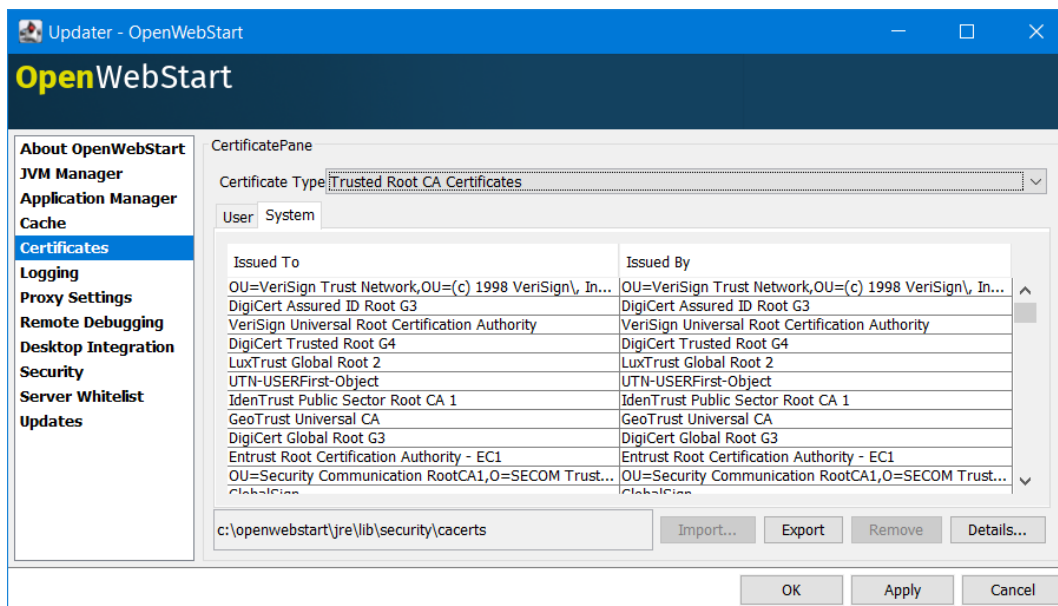 Updater - OpenWebStart
OpenWebStart
About OpenWebStart
JVM Manager
Application Manager
Cache
Certificates
Logging
Proxy Settings
Remote Debugging
Desktop Integration
Security
Server Whitelist
Updates
CertificatePane
Certificate Type Trusted Root CA Certificates
User System
Issued To Issued By
OU=VeriSign Trust Network,OU=(c) 1998 VeriSign\, In... OU=VeriSign Trust Network,OU=(c) 1998 VeriSign\, In...
DigiCert Assured ID Root G3 DigiCert Assured ID Root G3
VeriSign Universal Root Certification Authority VeriSign Universal Root Certification Authority
DigiCert Trusted Root G4 DigiCert Trusted Root G4
LuxTrust Global Root 2 LuxTrust Global Root 2
UTN-USERFirst-Object UTN-USERFirst-Object
IdenTrust Public Sector Root CA 1 IdenTrust Public Sector Root CA 1
GeoTrust Universal CA GeoTrust Universal CA
DigiCert Global Root G3 DigiCert Global Root G3
Entrust Root Certification Authority - EC1 Entrust Root Certification Authority - EC1
OU=Security Communication RootCA1,O=SECOM Trust... OU=Security Communication RootCA1,O=SECOM Trust...
GlobalSign GlobalSign
c:\openwebstart\jre\lib\security\cacerts Import... Export Remove Details...
OK Apply Cancel